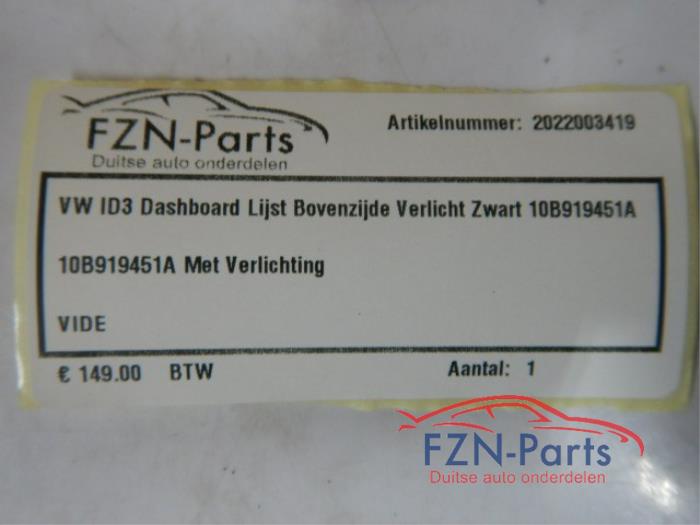 FZN-Parts
Duitse auto onderdelen
Artikelnummer: 2022003419
VW ID3 Dashboard Lijst Bovenzijde Verlicht Zwart 10B919451A
10B919451A Met Verlichting
VIDE
€ 149.00 BTW
Aantal: 1
FZN-Parts
Duitse auto onderdelen